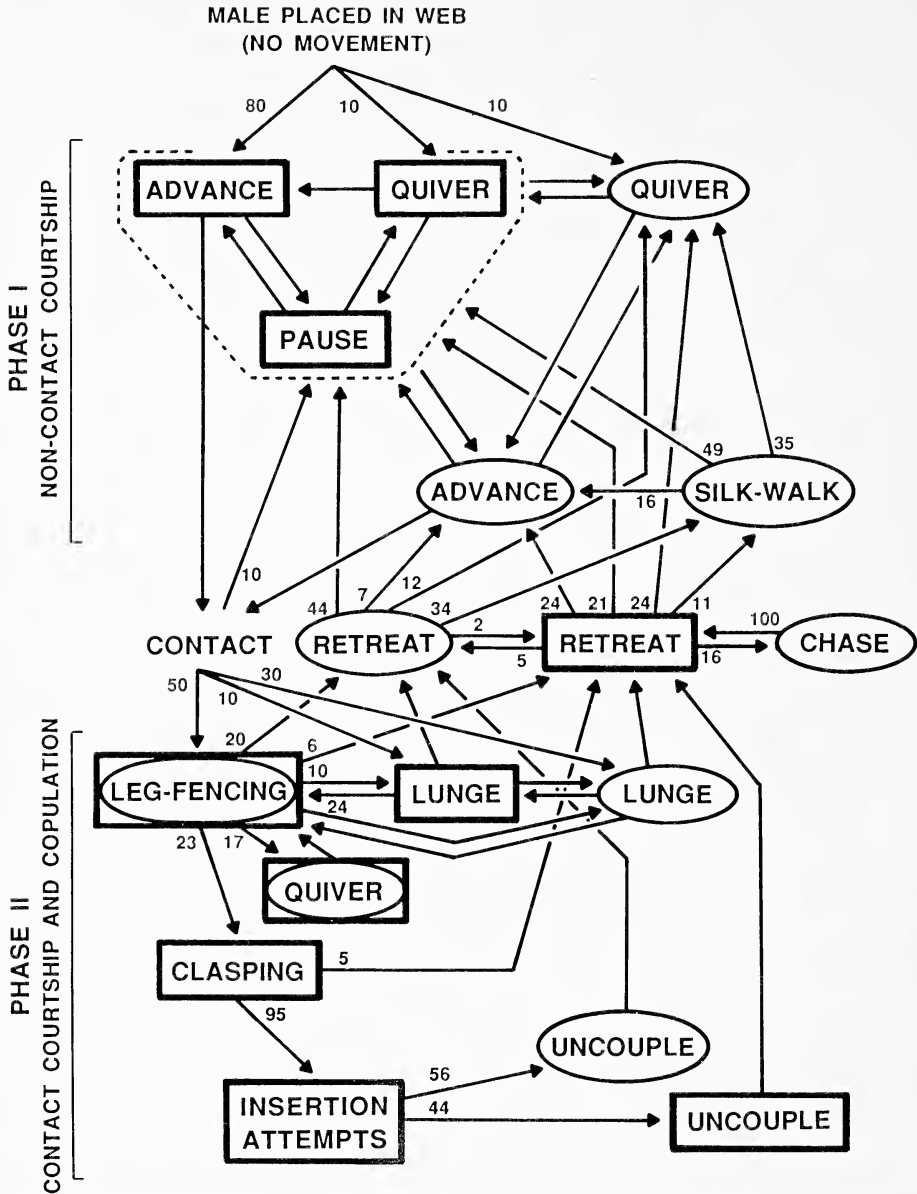 MALE PLACED IN WEB
(NO MOVEMENT)
80
10
10
PHASE I
NON-CONTACT COURTSHIP
ADVANCE
QUIVER
QUIVER
PAUSE
49
35
ADVANCE
16
SILK-WALK
10
7
12
44
34
24
21
24
11
CONTACT
RETREAT
2
5
RETREAT
100
16
CHASE
50
10
30
PHASE II
CONTACT COURTSHIP AND COPULATION
20
6
10
LEG-FENCING
LUNGE
LUNGE
24
23
17
QUIVER
CLASPING
5
95
UNCOUPLE
56
INSERTION
ATTEMPTS
44
UNCOUPLE